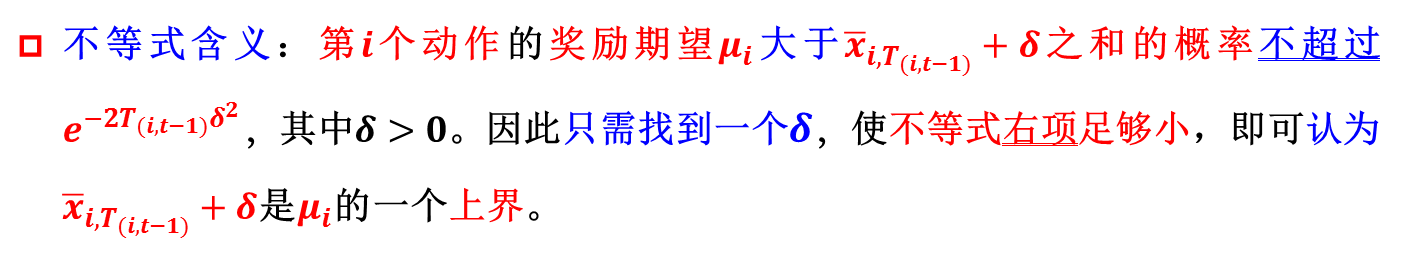 不等式含义：第i个动作的奖励期望μᵢ大于x̅_{i,T_{(i,t−1)}} + δ之和的概率不超过
e^{−2T_{(i,t−1)}δ²}，其中δ > 0。因此只需找到一个δ，使不等式右项足够小，即可认为
x̅_{i,T_{(i,t−1)}} + δ是μᵢ的一个上界。